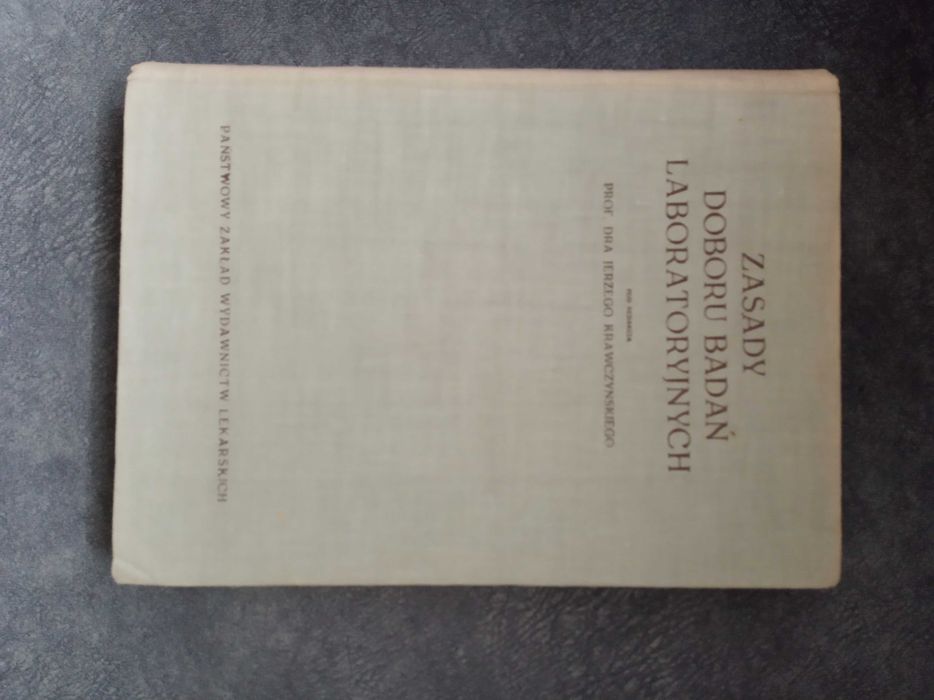 ZASADY
DOBORU BADAŃ
LABORATORYJNYCH
POD REDAKCJĄ
PROF. DRA JERZEGO KRAWCZYŃSKIEGO
PAŃSTWOWY ZAKŁAD WYDAWNICTW LEKARSKICH